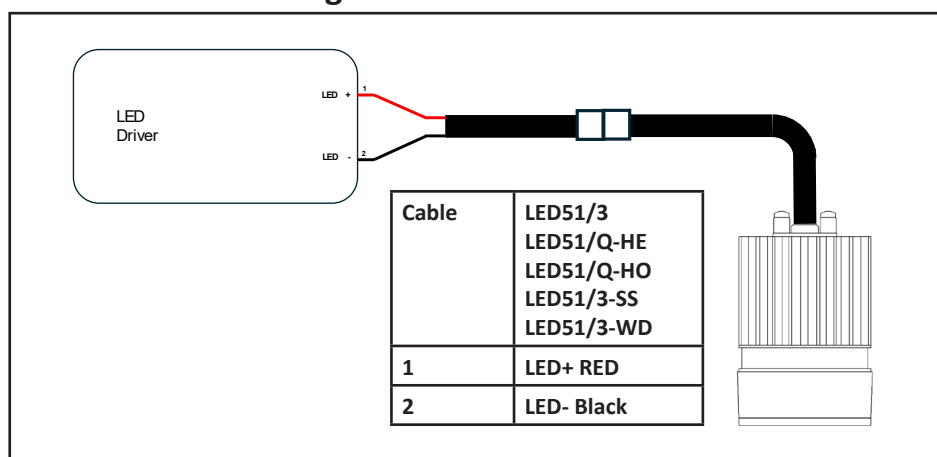 g
LED + 1
LED
Driver
LED - 2
Cable LED51/3
LED51/Q-HE
LED51/Q-HO
LED51/3-SS
LED51/3-WD
1 LED+ RED
2 LED- Black